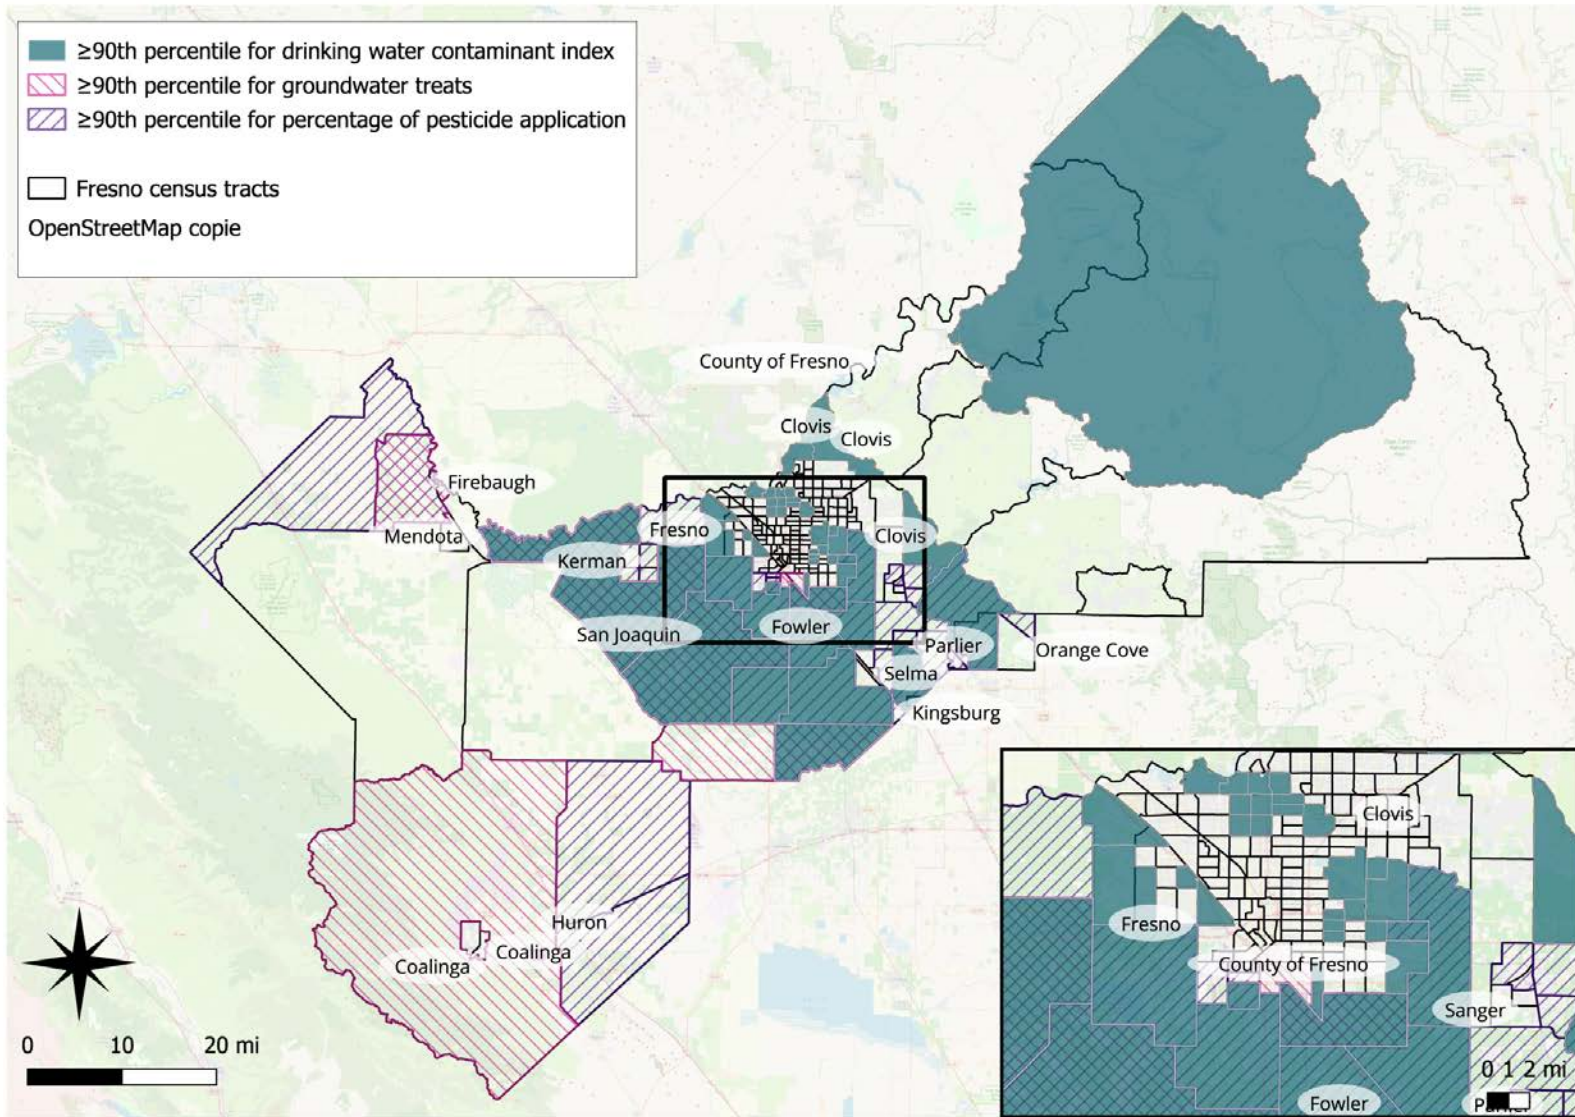 ≥90th percentile for drinking water contaminant index
≥90th percentile for groundwater treats
≥90th percentile for percentage of pesticide application
Fresno census tracts
OpenStreetMap copie
County of Fresno
Clovis
Clovis
Firebaugh
Mendota
Fresno
Clovis
Kerman
San Joaquin
Fowler
Parlier
Orange Cove
Selma
Kingsburg
Huron
Coalinga
Coalinga
0 10 20 mi
Clovis
Fresno
County of Fresno
Sanger
0 1 2 mi
Fowler